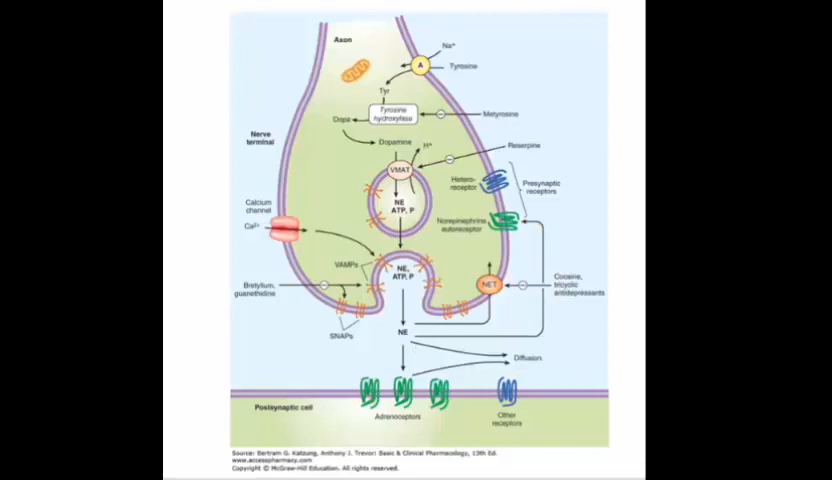 Axon
Na⁺
A
Tyrosine
Tyr
Tyrosine
hydroxylase
Metyrosine
Dopa
Nerve
terminal
Dopamine
H⁺
Reserpine
VMAT
Hetero-
receptor
Presynaptic
receptors
Calcium
channel
NE
ATP, P
Norepinephrine
autoreceptor
Ca²⁺
VAMPs
NE,
ATP, P
Bretylium,
guanethidine
NET
Cocaine,
tricyclic
antidepressants
SNAPs
NE
Diffusion
Postsynaptic cell
Adrenoceptors
Other
receptors
Source: Bertram G. Katzung, Anthony J. Trevor: Basic & Clinical Pharmacology, 13th Ed.
www.accesspharmacy.com
Copyright © McGraw-Hill Education. All rights reserved.